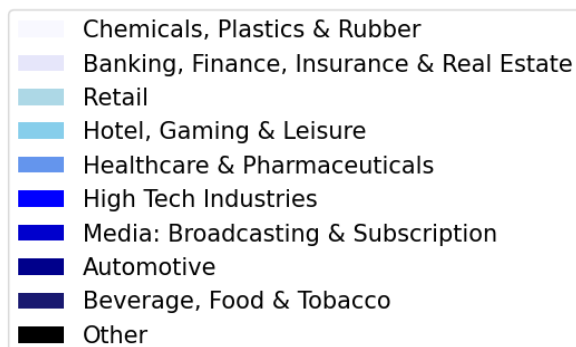 Chemicals, Plastics & Rubber
Banking, Finance, Insurance & Real Estate
Retail
Hotel, Gaming & Leisure
Healthcare & Pharmaceuticals
High Tech Industries
Media: Broadcasting & Subscription
Automotive
Beverage, Food & Tobacco
Other